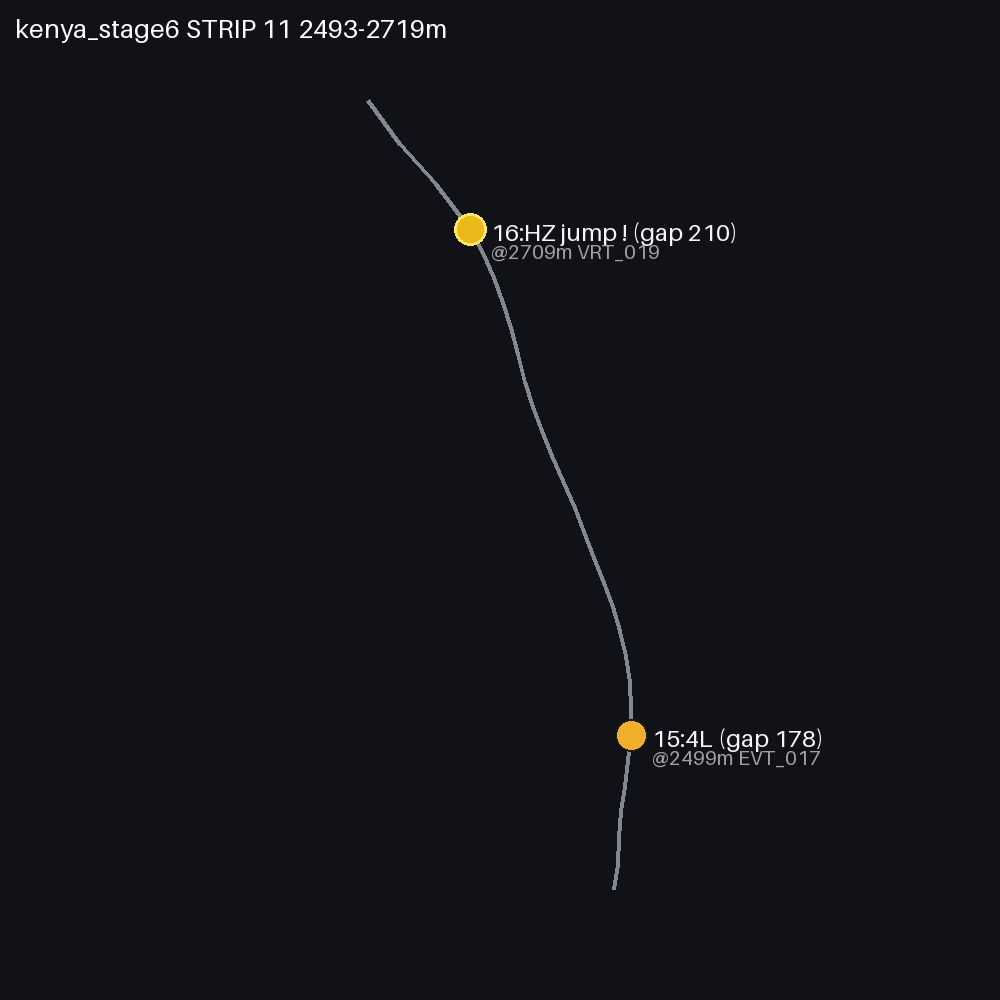 kenya_stage6 STRIP 11 2493-2719m
16:HZ jump ! (gap 210)
@2709m VRT_019
15:4L (gap 178)
@2499m EVT_017